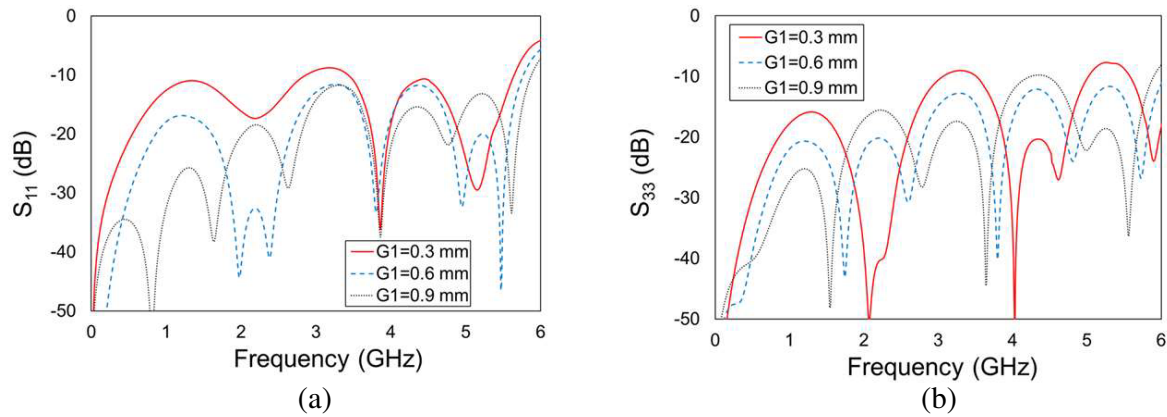 0
-10
-20
-30
-40
-50
S11 (dB)
G1=0.3 mm
G1=0.6 mm
G1=0.9 mm
0 1 2 3 4 5 6
Frequency (GHz)
(a)
0
-10
-20
-30
-40
-50
S33 (dB)
G1=0.3 mm
G1=0.6 mm
G1=0.9 mm
0 1 2 3 4 5 6
Frequency (GHz)
(b)